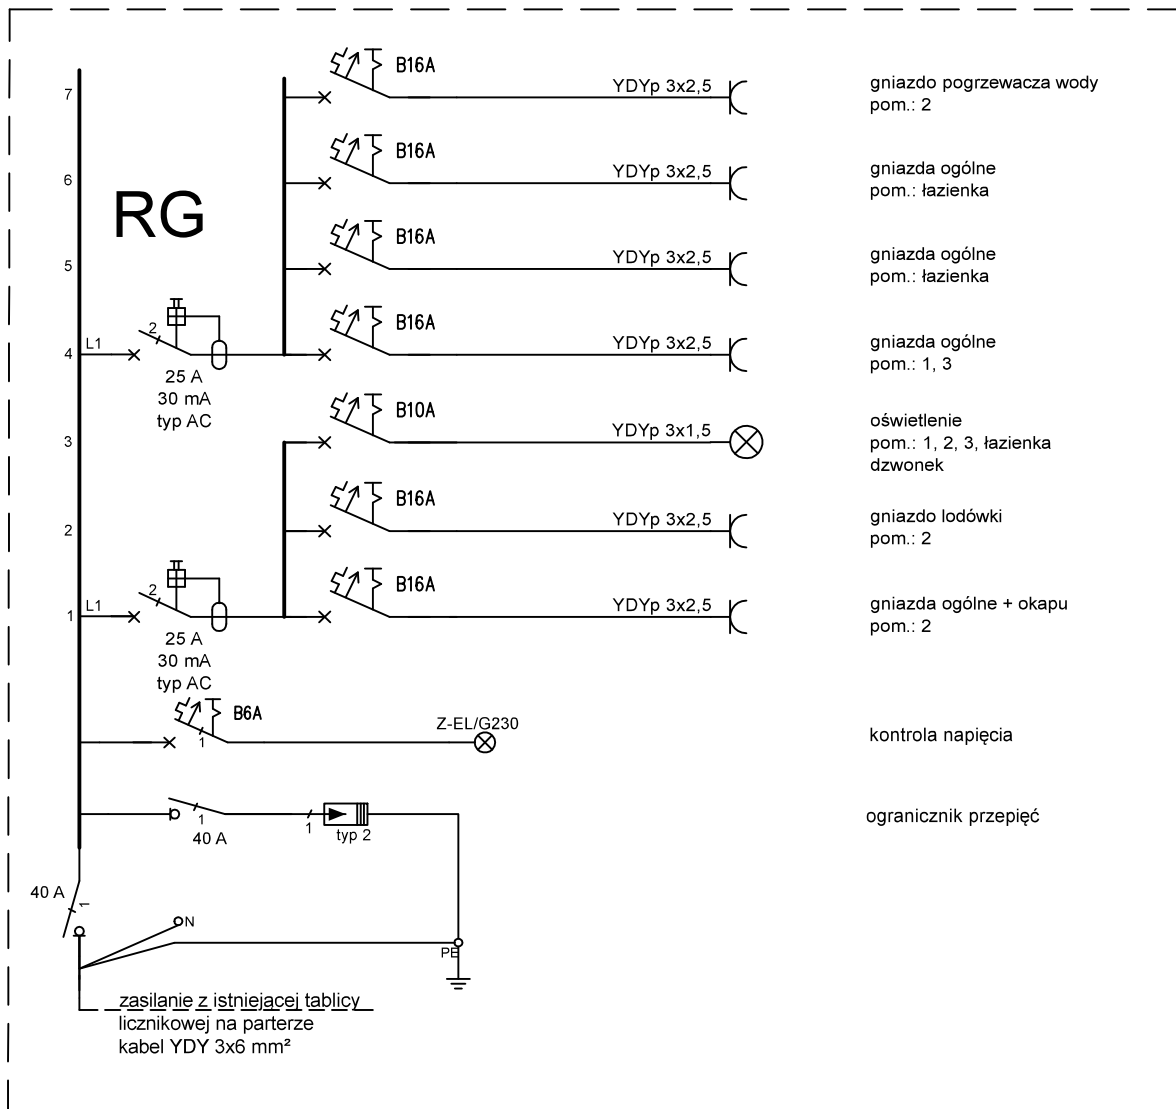 7
B16A
YDYp 3x2,5
gniazdo pogrzewacza wody
pom.: 2
6
B16A
YDYp 3x2,5
gniazda ogólne
pom.: łazienka
RG
5
B16A
YDYp 3x2,5
gniazda ogólne
pom.: łazienka
4
L1
2
25 A
30 mA
typ AC
B16A
YDYp 3x2,5
gniazda ogólne
pom.: 1, 3
3
B10A
YDYp 3x1,5
oświetlenie
pom.: 1, 2, 3, łazienka
dzwonek
2
B16A
YDYp 3x2,5
gniazdo lodówki
pom.: 2
1
L1
2
25 A
30 mA
typ AC
B16A
YDYp 3x2,5
gniazda ogólne + okapu
pom.: 2
B6A
1
Z-EL/G230
kontrola napięcia
1
40 A
1
typ 2
ogranicznik przepięć
40 A
1
N
PE
zasilanie z istniejącej tablicy
licznikowej na parterze
kabel YDY 3x6 mm²